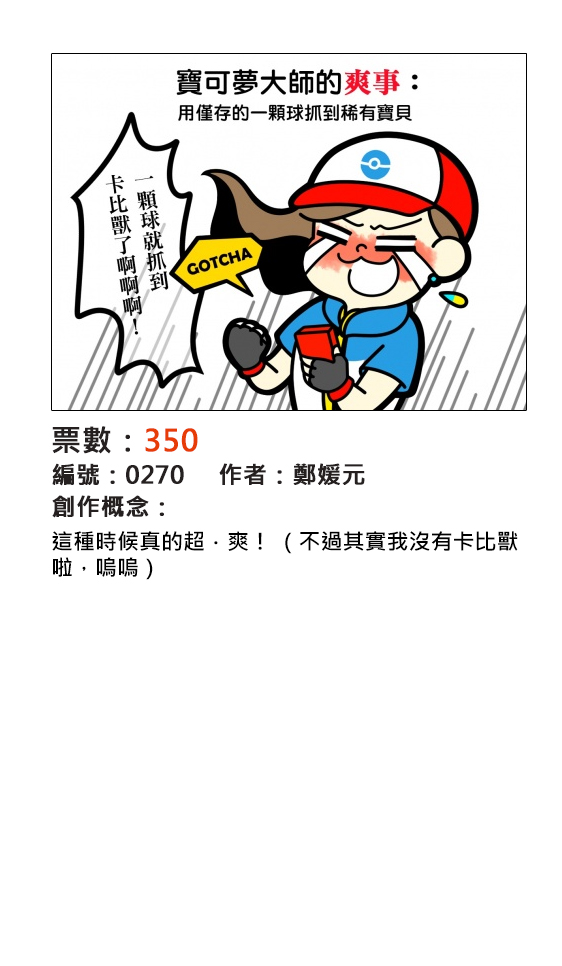 寶可夢大師的爽事：
用僅存的一顆球抓到稀有寶貝
一顆球就抓到
卡比獸了啊啊啊！
GOTCHA
票數：350
編號：0270 作者：鄭媛元
創作概念：
這種時候真的超．爽！（不過其實我沒有卡比獸
啦，嗚嗚）